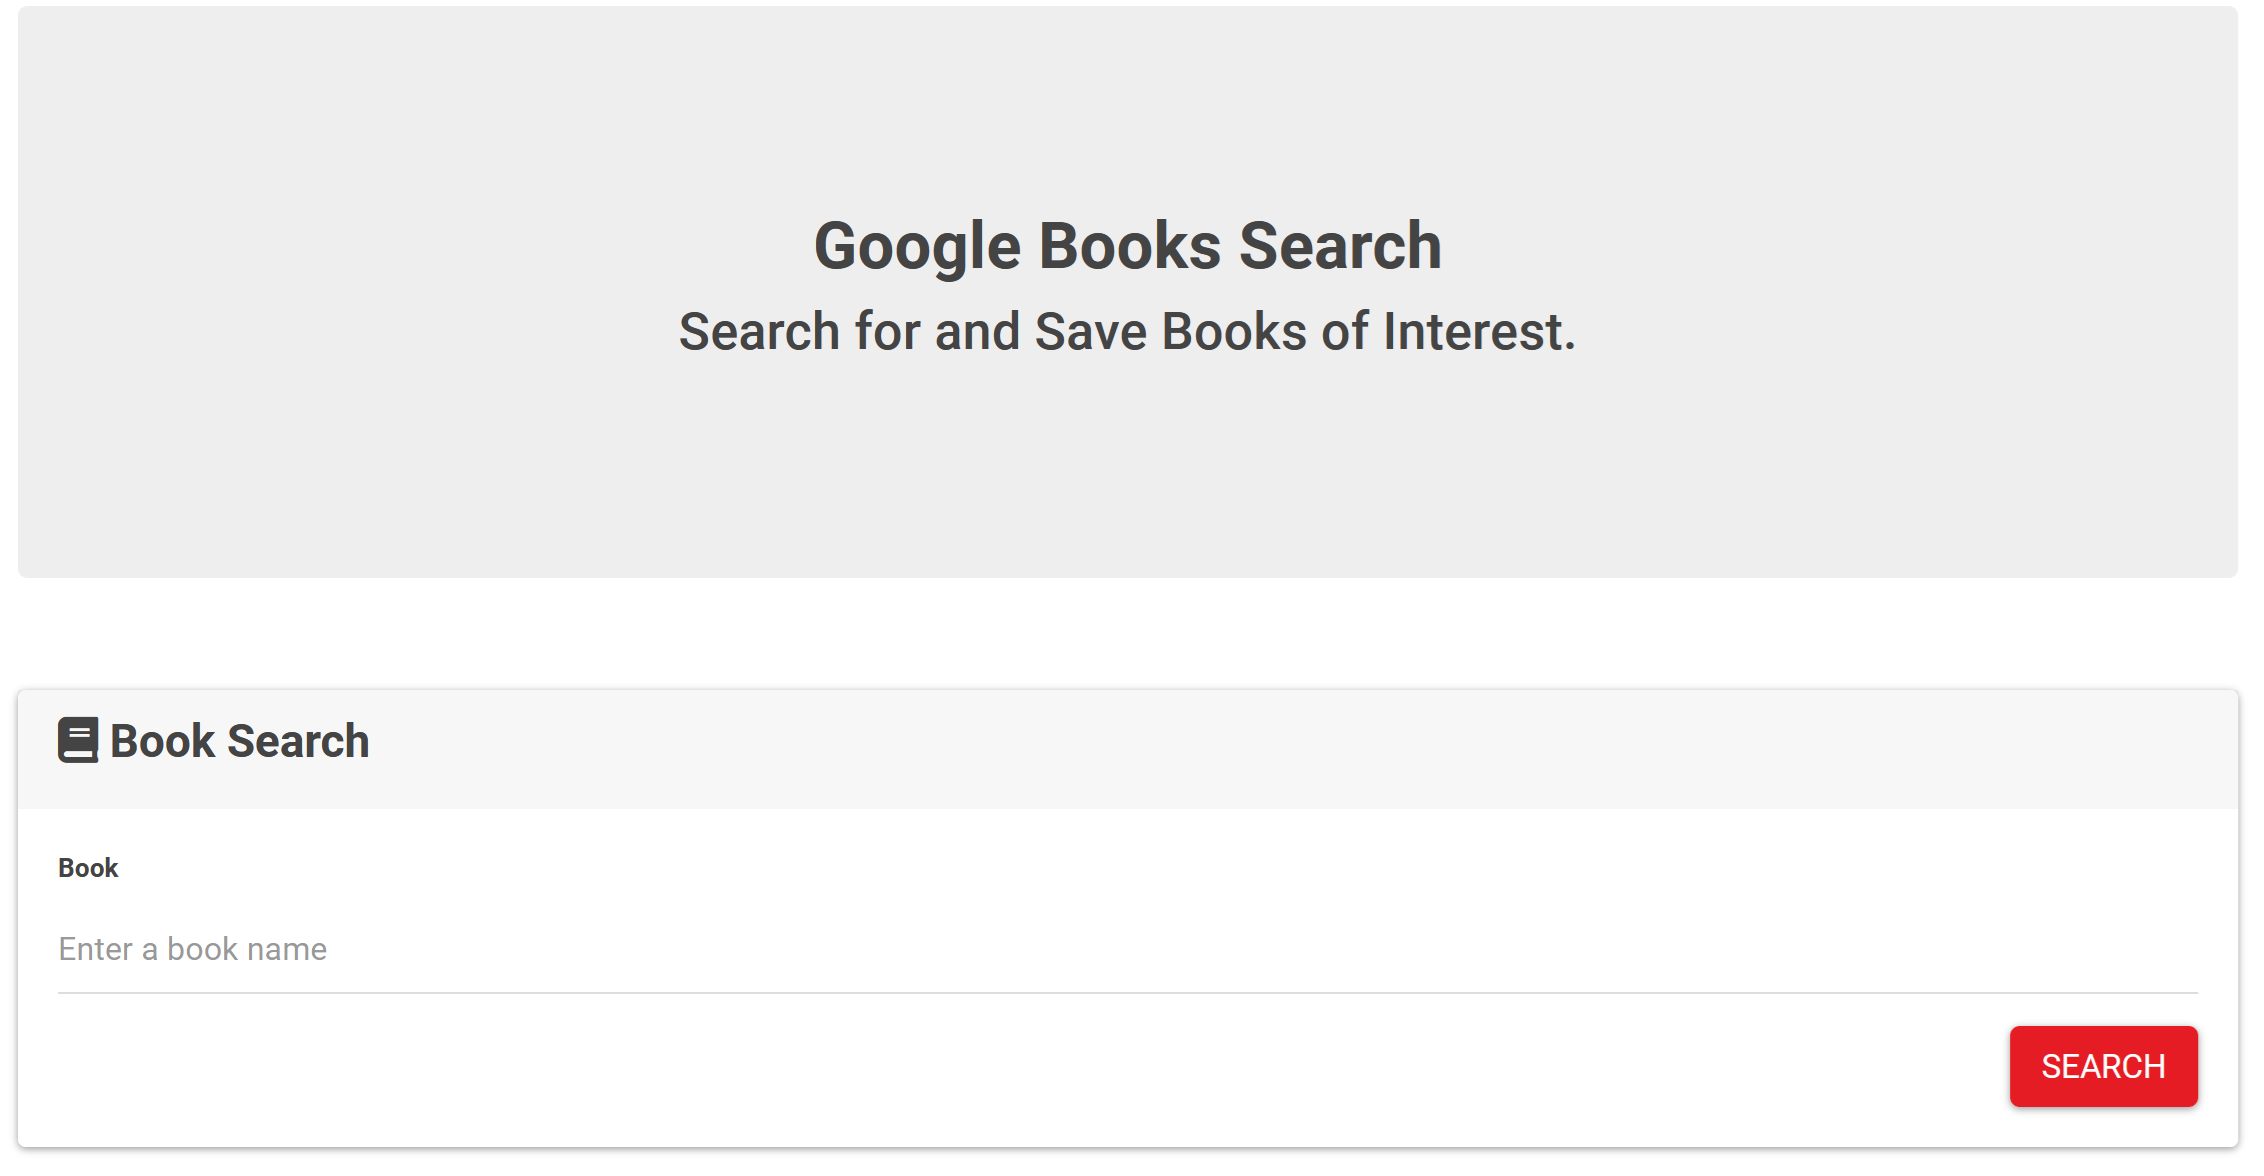 Google Books Search
Search for and Save Books of Interest.
Book Search
Book
Enter a book name
SEARCH